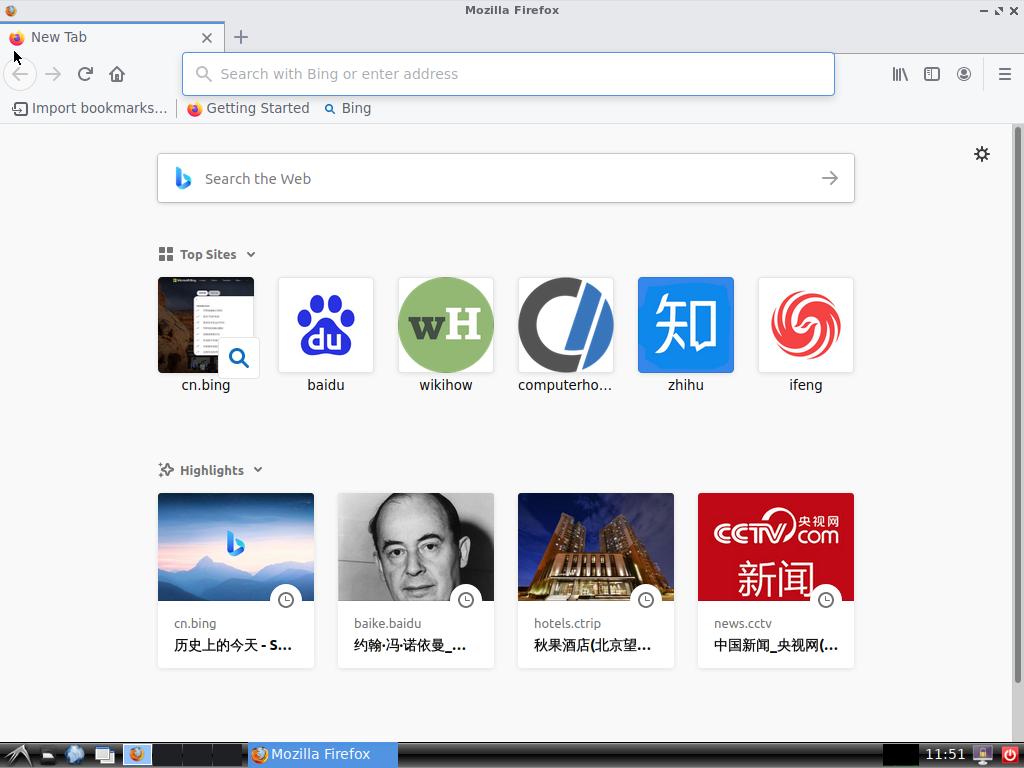 Mozilla Firefox
New Tab
Search with Bing or enter address
Import bookmarks…
Getting Started
Bing
Search the Web
Top Sites
du
wH
知
cn.bing
baidu
wikihow
computerho…
zhihu
ifeng
Highlights
CCTV 央视网
com
新闻
cn.bing
历史上的今天 - S…
baike.baidu
约翰·冯·诺依曼_…
hotels.ctrip
秋果酒店(北京望…
news.cctv
中国新闻_央视网(…
Mozilla Firefox
11:51